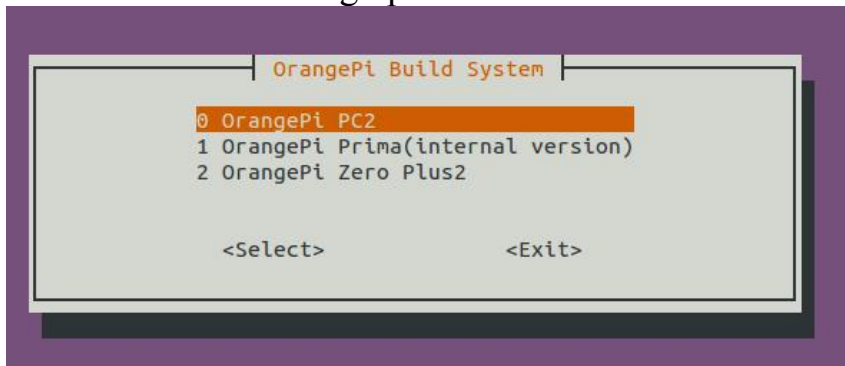 OrangePi Build System
0 OrangePi PC2
1 OrangePi Prima(internal version)
2 OrangePi Zero Plus2
<Select> <Exit>